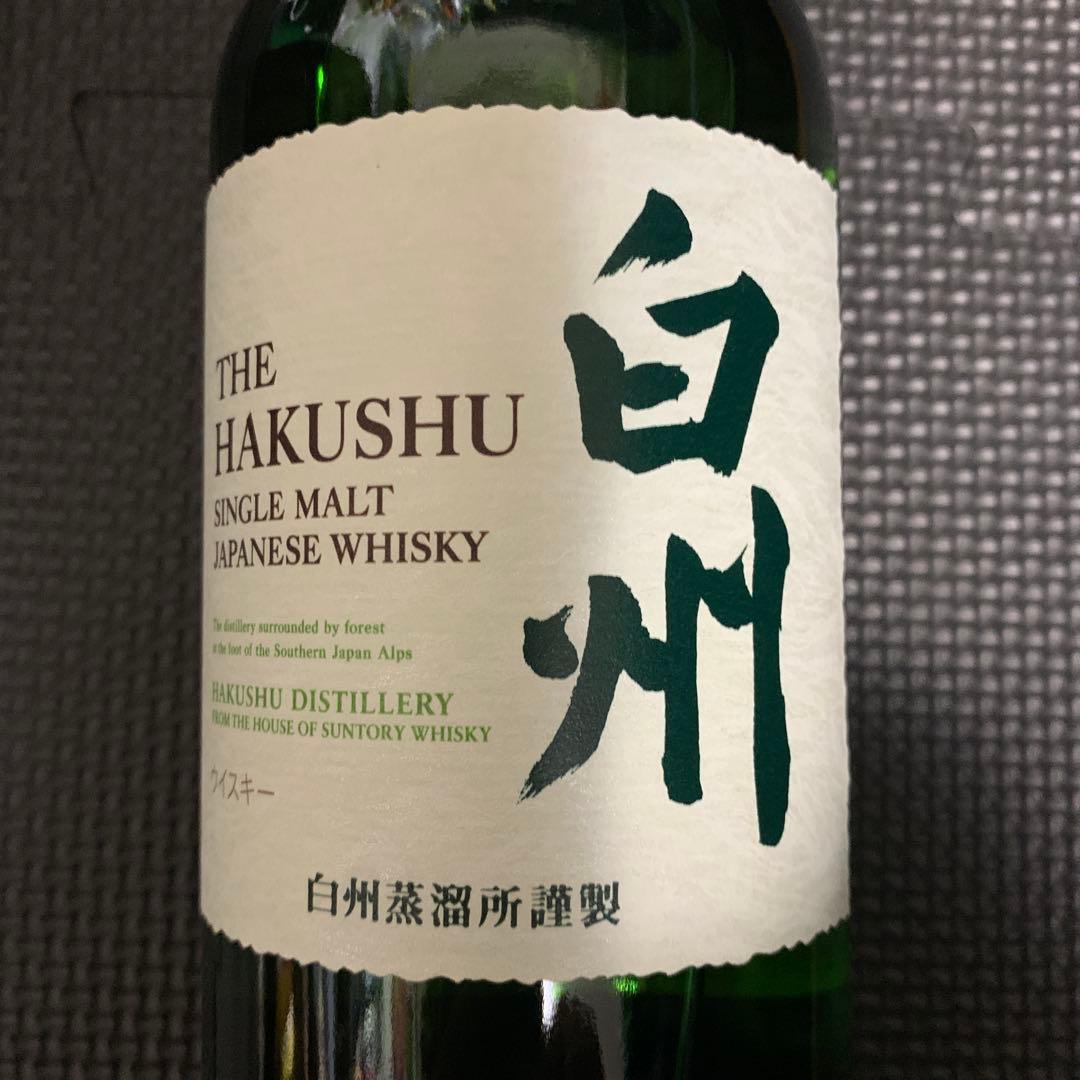 THE
HAKUSHU
SINGLE MALT
JAPANESE WHISKY
The distillery surrounded by forest
at the foot of the Southern Japan Alps
HAKUSHU DISTILLERY
FROM THE HOUSE OF SUNTORY WHISKY
ウイスキー
白州
白州蒸溜所謹製